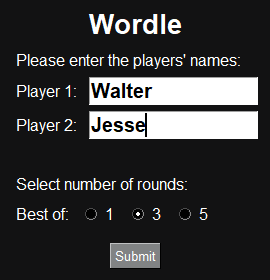 Wordle
Please enter the players' names:
Player 1: Walter
Player 2: Jesse
Select number of rounds:
Best of: 1 3 5
Submit